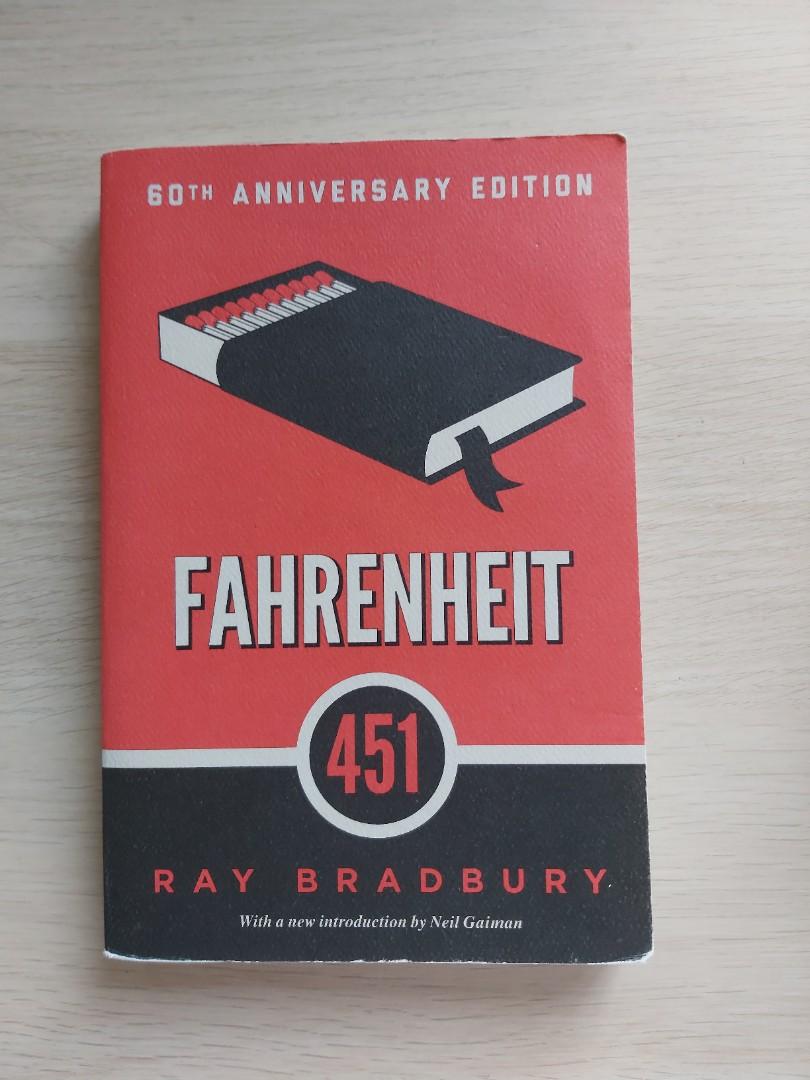 60TH ANNIVERSARY EDITION
FAHRENHEIT
451
RAY BRADBURY
With a new introduction by Neil Gaiman